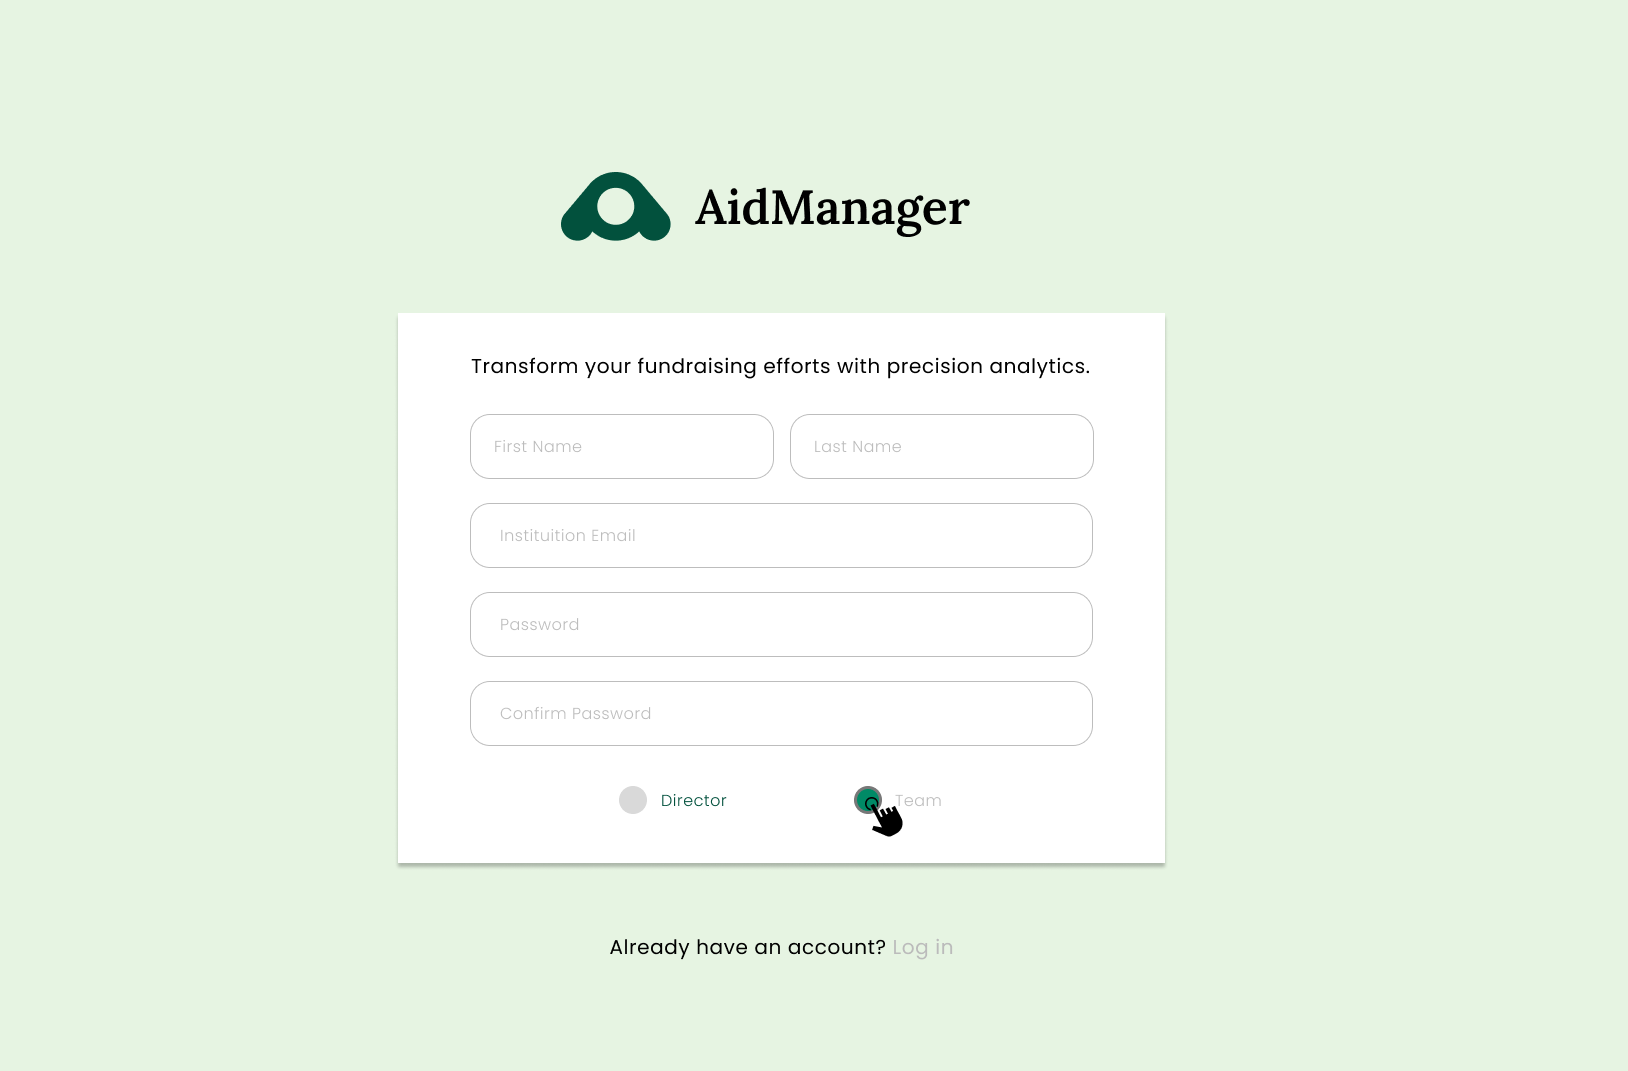 AidManager
Transform your fundraising efforts with precision analytics.
First Name
Last Name
Instituition Email
Password
Confirm Password
Director
Team
Already have an account? Log in